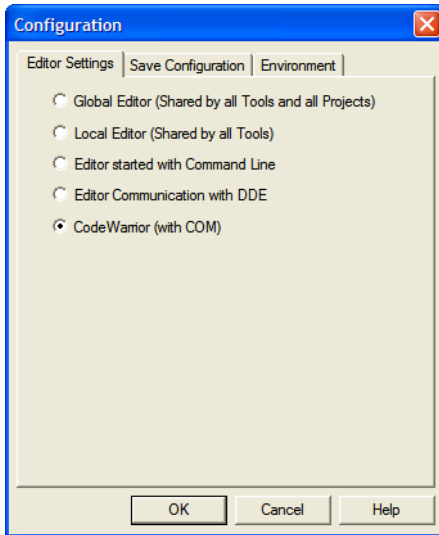 Configuration
Editor Settings Save Configuration Environment
Global Editor (Shared by all Tools and all Projects)
Local Editor (Shared by all Tools)
Editor started with Command Line
Editor Communication with DDE
CodeWarrior (with COM)
OK Cancel Help